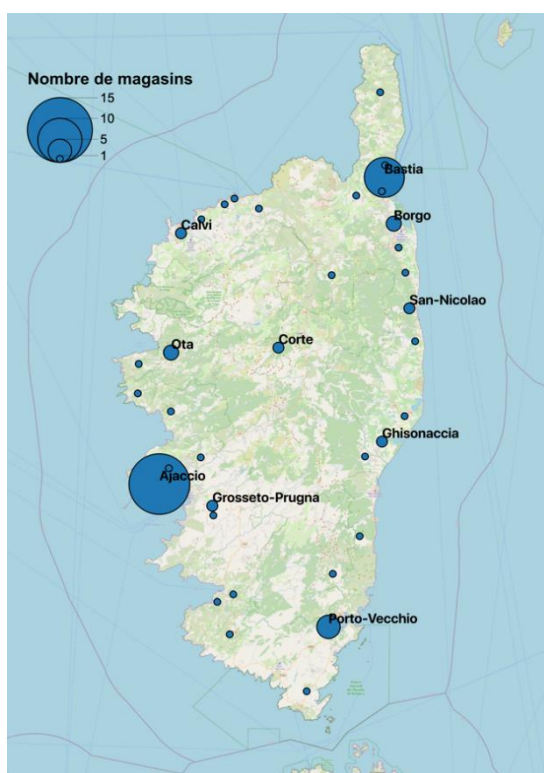 Nombre de magasins
15
10
5
1
Bastia
Borgo
Calvi
San-Nicolao
Ota
Corte
Ghisonaccia
Ajaccio
Grosseto-Prugna
Porto-Vecchio